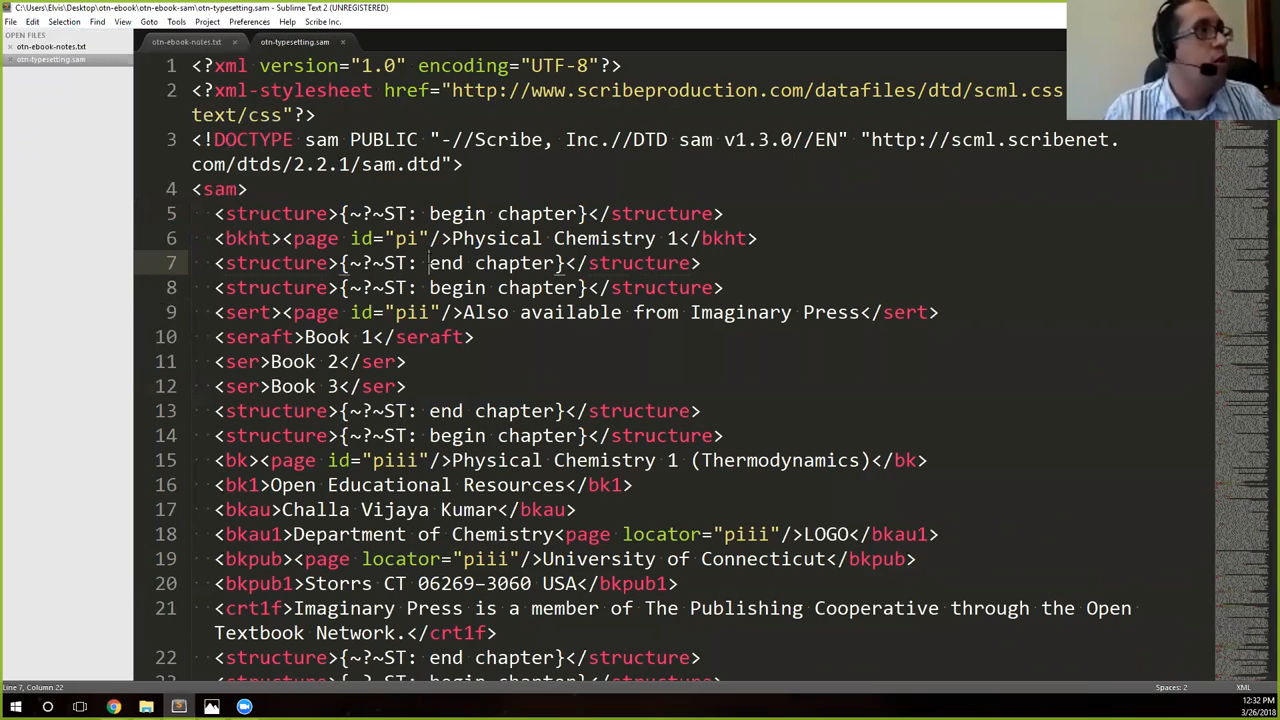 C:\Users\Elvis\Desktop\otn-ebook\otn-ebook-sam\otn-typesetting.sam - Sublime Text 2 (UNREGISTERED)
File Edit Selection Find View Goto Tools Project Preferences Help Scribe Inc.
OPEN FILES
× otn-ebook-notes.txt
× otn-typesetting.sam
otn-ebook-notes.txt × otn-typesetting.sam ×
1 <?xml version="1.0" encoding="UTF-8"?>
2 <?xml-stylesheet href="http://www.scribeproduction.com/datafiles/dtd/scml.css
text/css"?>
3 <!DOCTYPE sam PUBLIC "-//Scribe, Inc.//DTD sam v1.3.0//EN" "http://scml.scribenet.
com/dtds/2.2.1/sam.dtd">
4 <sam>
5 <structure>{~?~ST: begin chapter}</structure>
6 <bkht><page id="pi"/>Physical Chemistry 1</bkht>
7 <structure>{~?~ST: end chapter}</structure>
8 <structure>{~?~ST: begin chapter}</structure>
9 <sert><page id="pii"/>Also available from Imaginary Press</sert>
10 <seraft>Book 1</seraft>
11 <ser>Book 2</ser>
12 <ser>Book 3</ser>
13 <structure>{~?~ST: end chapter}</structure>
14 <structure>{~?~ST: begin chapter}</structure>
15 <bk><page id="piii"/>Physical Chemistry 1 (Thermodynamics)</bk>
16 <bk1>Open Educational Resources</bk1>
17 <bkau>Challa Vijaya Kumar</bkau>
18 <bkau1>Department of Chemistry<page locator="piii"/>LOGO</bkau1>
19 <bkpub><page locator="piii"/>University of Connecticut</bkpub>
20 <bkpub1>Storrs CT 06269–3060 USA</bkpub1>
21 <crt1f>Imaginary Press is a member of The Publishing Cooperative through the Open
Textbook Network.</crt1f>
22 <structure>{~?~ST: end chapter}</structure>
Line 7, Column 22 Spaces: 2 XML
12:32 PM
3/26/2018